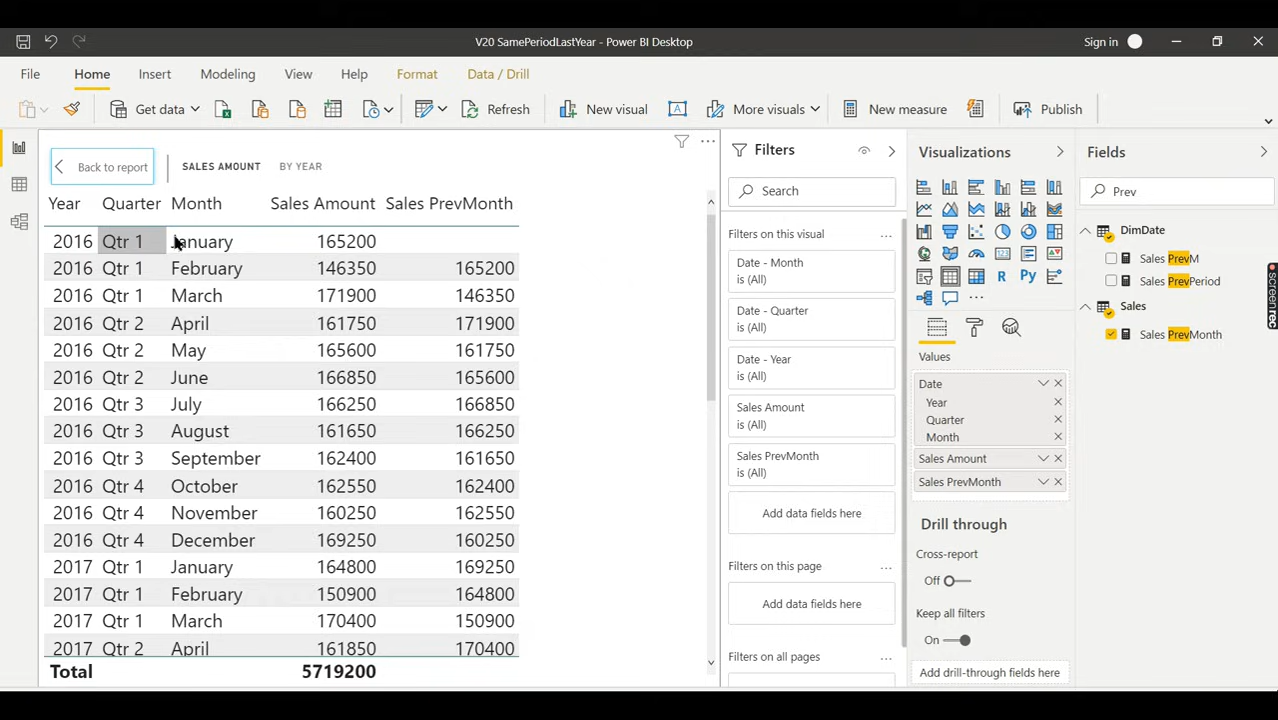 V20 SamePeriodLastYear - Power BI Desktop
Sign in
File Home Insert Modeling View Help Format Data / Drill
Get data Refresh New visual More visuals New measure Publish
Back to report SALES AMOUNT BY YEAR
Year Quarter Month Sales Amount Sales PrevMonth
2016 Qtr 1 January 165200
2016 Qtr 1 February 146350 165200
2016 Qtr 1 March 171900 146350
2016 Qtr 2 April 161750 171900
2016 Qtr 2 May 165600 161750
2016 Qtr 2 June 166850 165600
2016 Qtr 3 July 166250 166850
2016 Qtr 3 August 161650 166250
2016 Qtr 3 September 162400 161650
2016 Qtr 4 October 162550 162400
2016 Qtr 4 November 160250 162550
2016 Qtr 4 December 169250 160250
2017 Qtr 1 January 164800 169250
2017 Qtr 1 February 150900 164800
2017 Qtr 1 March 170400 150900
2017 Qtr 2 April 161850 170400
Total 5719200
Filters
Search
Filters on this visual ...
Date - Month
is (All)
Date - Quarter
is (All)
Date - Year
is (All)
Sales Amount
is (All)
Sales PrevMonth
is (All)
Add data fields here
Filters on this page ...
Add data fields here
Filters on all pages ...
Visualizations
R Py
123
...
Values
Date
Year
Quarter
Month
Sales Amount
Sales PrevMonth
Drill through
Cross-report
Off
Keep all filters
On
Add drill-through fields here
Fields
Prev
DimDate
Sales PrevM
Sales PrevPeriod
Sales
Sales PrevMonth
screenrec